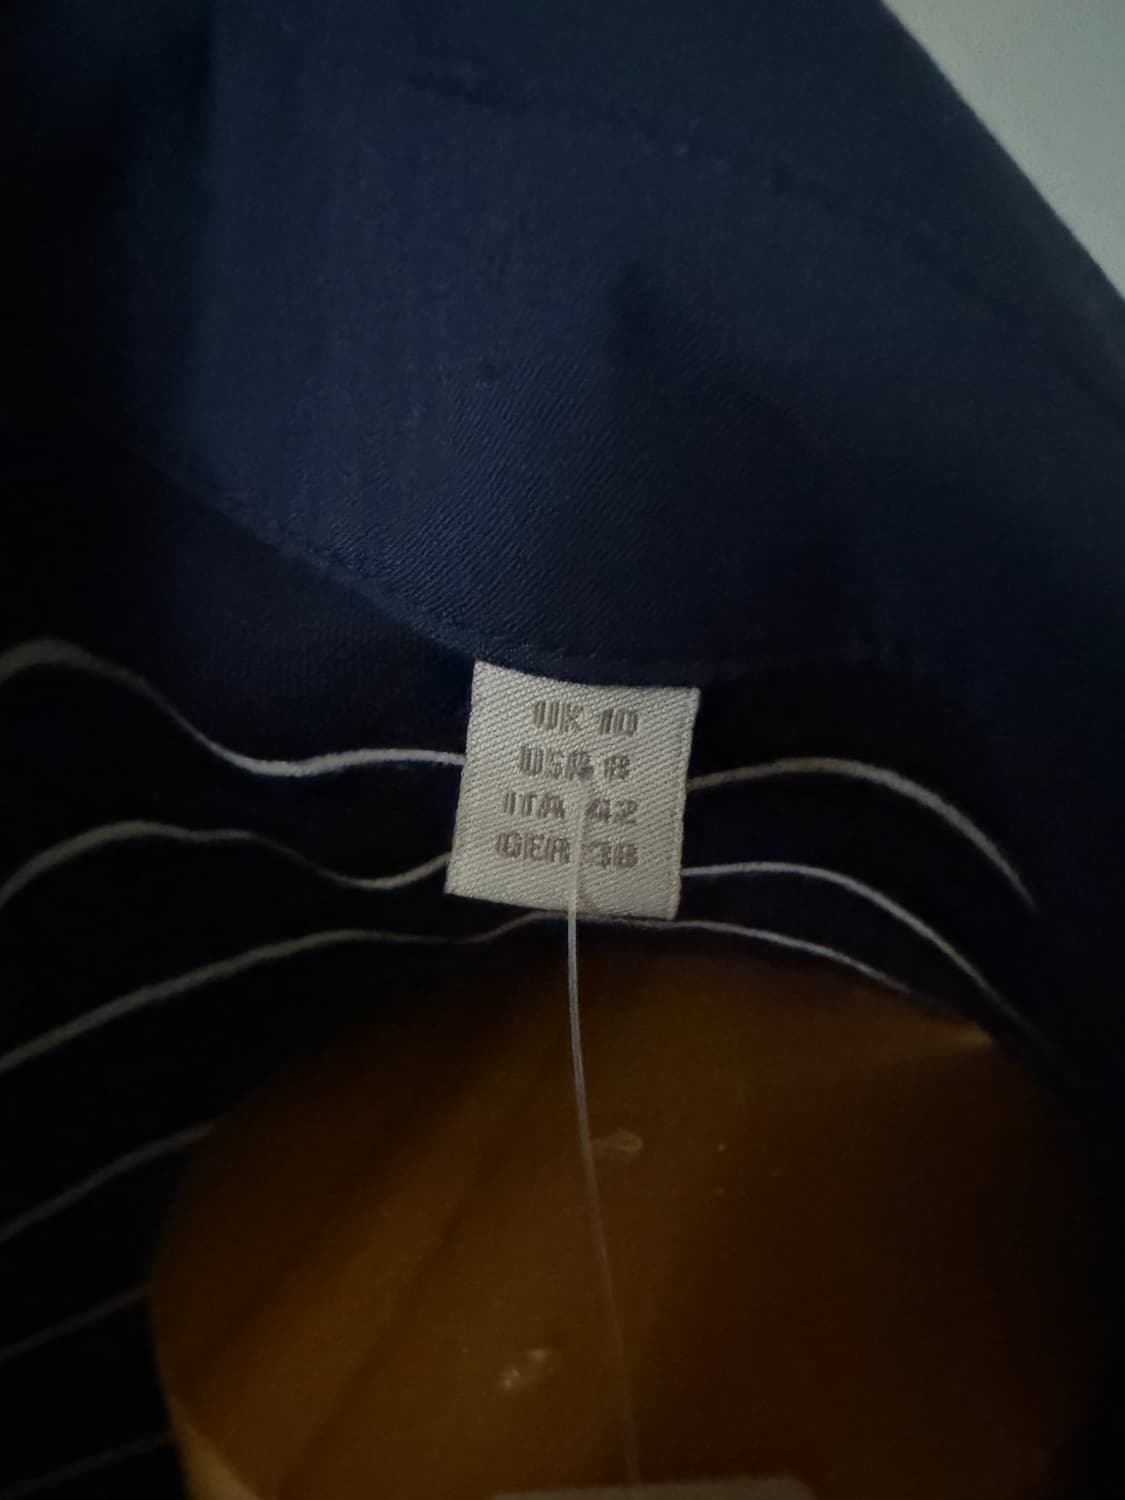 UK 10
USA 8
ITA 42
GER 38